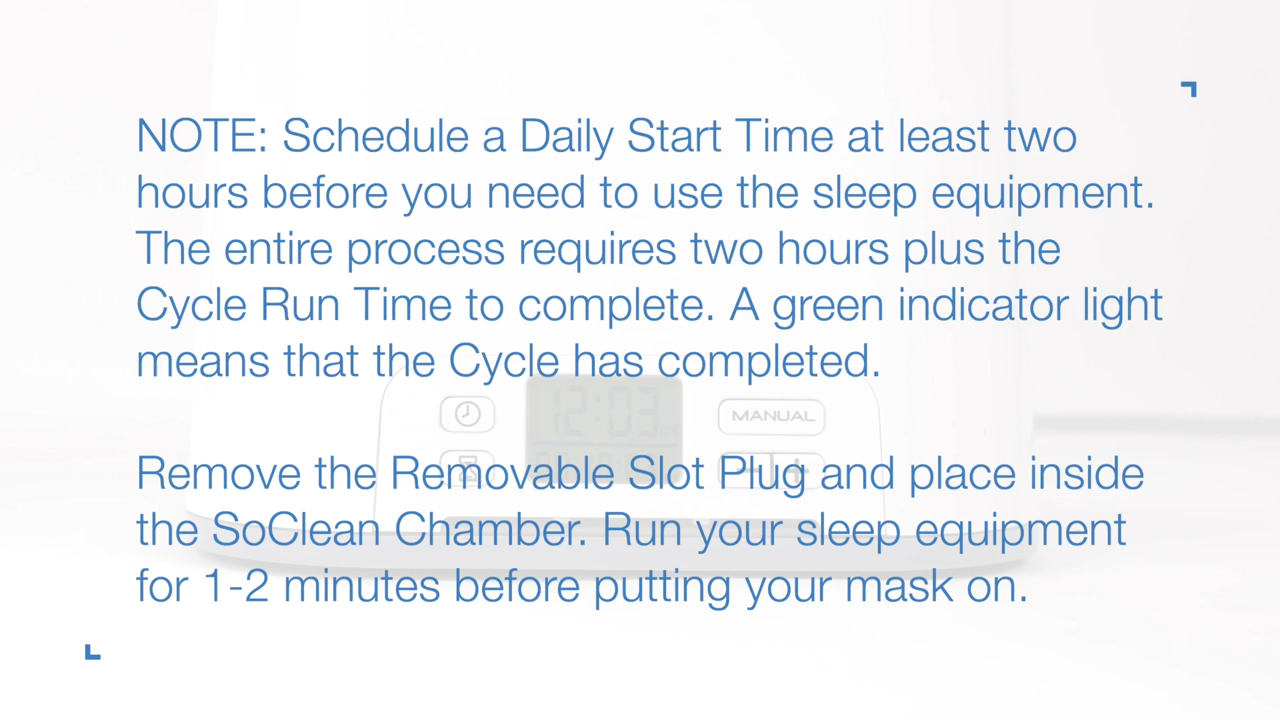 NOTE: Schedule a Daily Start Time at least two
hours before you need to use the sleep equipment.
The entire process requires two hours plus the
Cycle Run Time to complete. A green indicator light
means that the Cycle has completed.
12:03
MANUAL
Remove the Removable Slot Plug and place inside
the SoClean Chamber. Run your sleep equipment
for 1-2 minutes before putting your mask on.